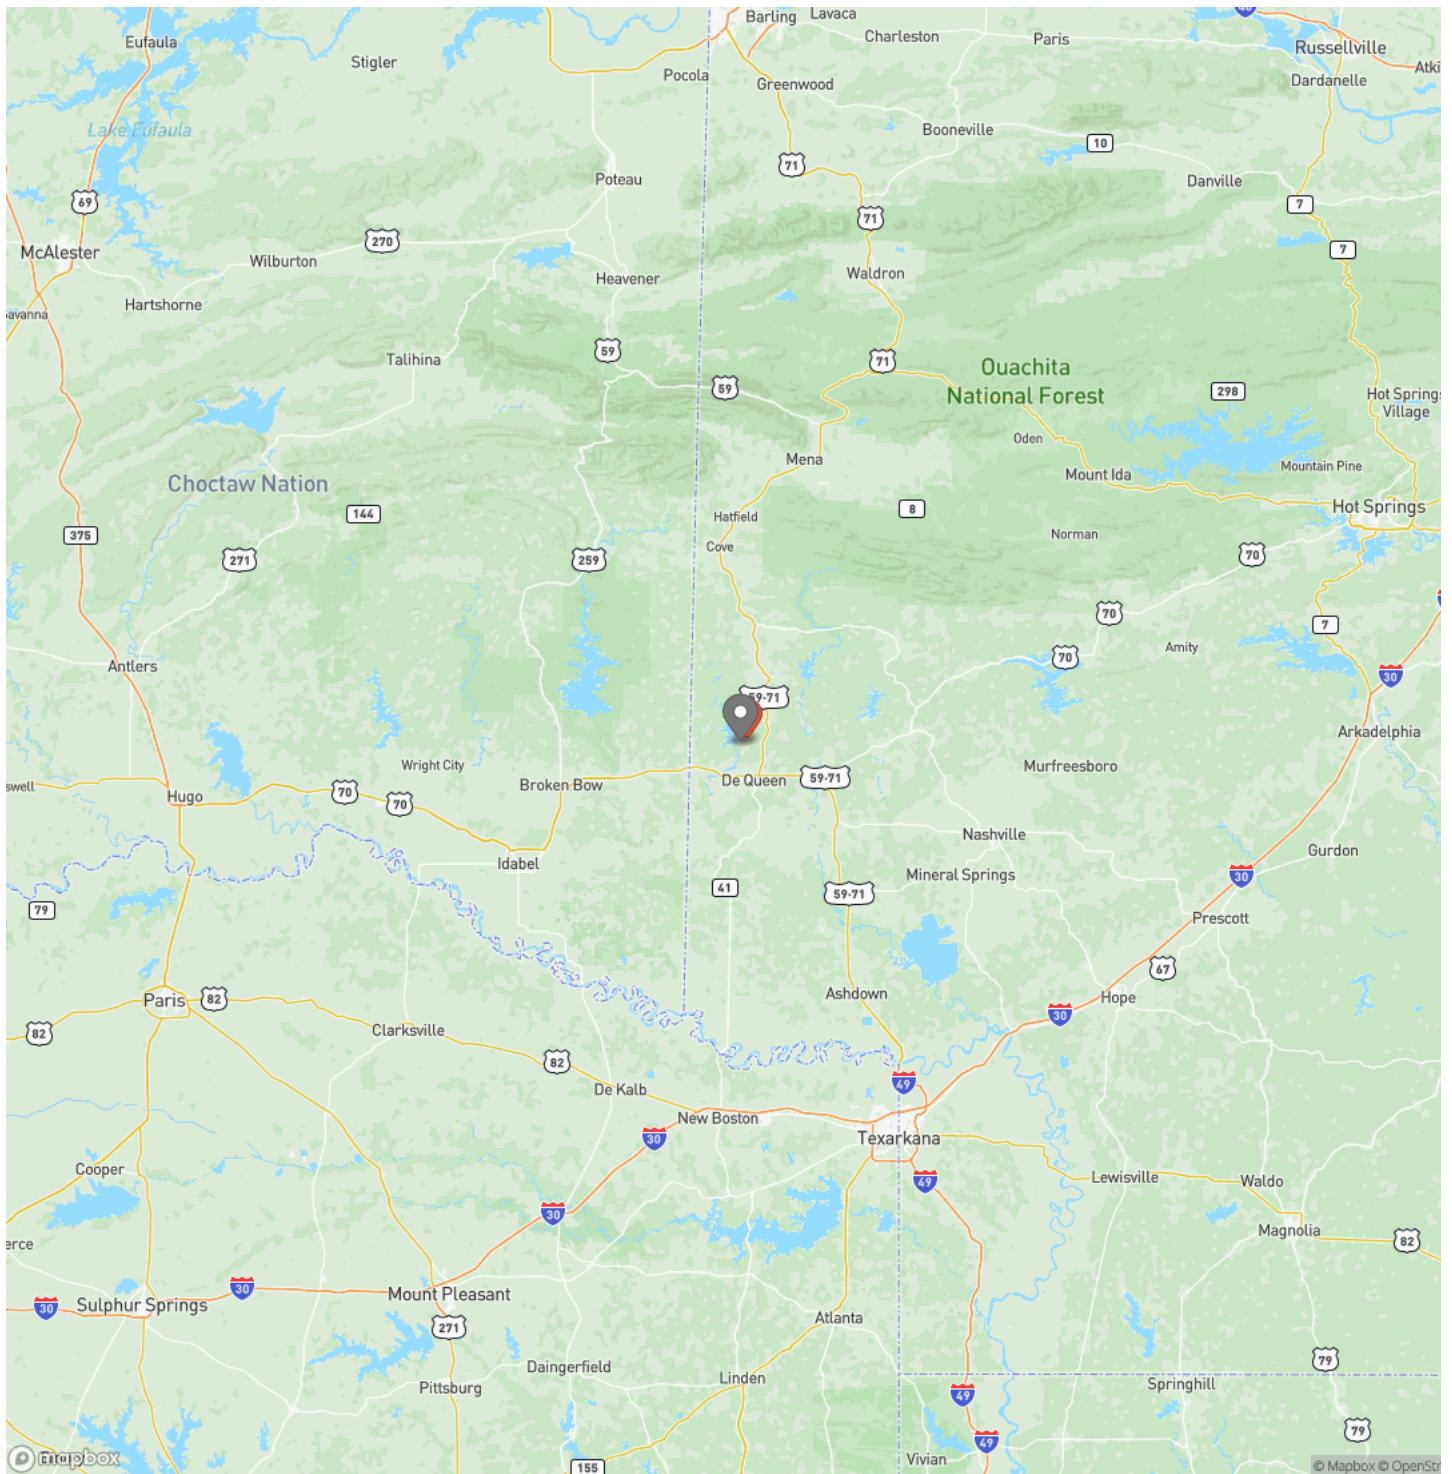 Barling
Lavaca
40
Eufaula
Stigler
Charleston
Paris
Russellville
Pocola
Greenwood
Dardanelle
Atki
Lake Eufaula
Booneville
10
71
Poteau
Danville
69
7
71
McAlester
270
7
Wilburton
Heavener
Waldron
Hartshorne
Savanna
59
Talihina
71
Ouachita
National Forest
59
298
Hot Springs
Village
Oden
Mena
Mount Ida
Mountain Pine
Choctaw Nation
144
Hatfield
8
Hot Springs
375
Cove
Norman
271
259
70
70
7
Antlers
70
Amity
30
59-71
Arkadelphia
Wright City
Murfreesboro
swell
Hugo
70
70
Broken Bow
De Queen
59-71
Nashville
Idabel
Gurdon
Mineral Springs
30
41
59-71
79
Prescott
67
Paris
82
Ashdown
Hope
30
82
Clarksville
82
De Kalb
49
New Boston
30
Texarkana
Cooper
49
Lewisville
Waldo
30
Magnolia
82
erce
30
30
Sulphur Springs
Mount Pleasant
271
Atlanta
Daingerfield
79
Linden
Pittsburg
49
Springhill
79
49
Vivian
155
mapbox
© Mapbox © OpenStr